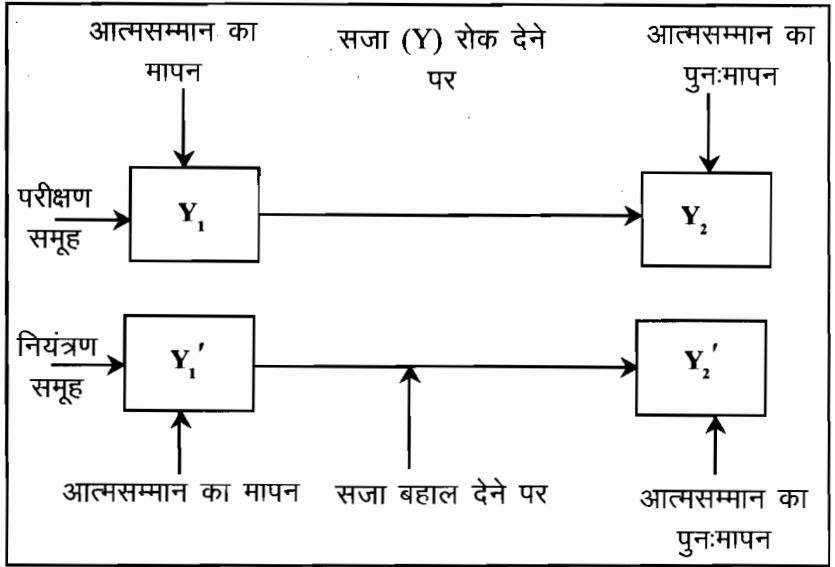 आत्मसम्मान का
मापन
सजा (Y) रोक देने
पर
आत्मसम्मान का
पुनःमापन
परीक्षण
समूह
Y₁
Y₂
नियंत्रण
समूह
Y₁′
Y₂′
आत्मसम्मान का मापन
सजा बहाल देने पर
आत्मसम्मान का
पुनःमापन